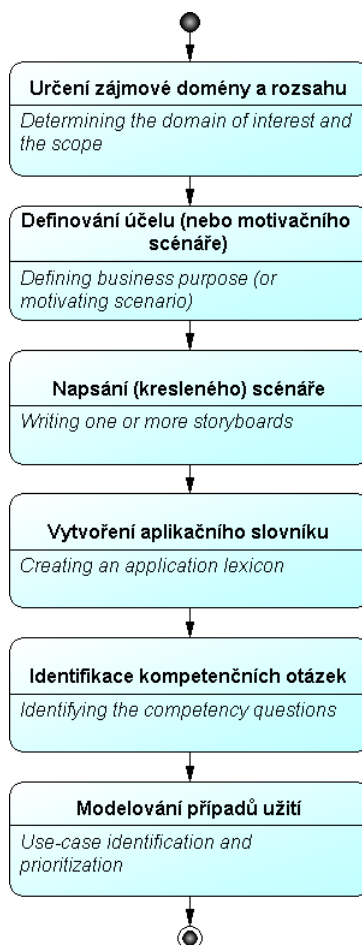 Určení zájmové domény a rozsahu
Determining the domain of interest and
the scope
Definování účelu (nebo motivačního
scénáře)
Defining business purpose (or
motivating scenario)
Napsání (kresleného) scénáře
Writing one or more storyboards
Vytvoření aplikačního slovníku
Creating an application lexicon
Identifikace kompetenčních otázek
Identifying the competency questions
Modelování případů užití
Use-case identification and
prioritization